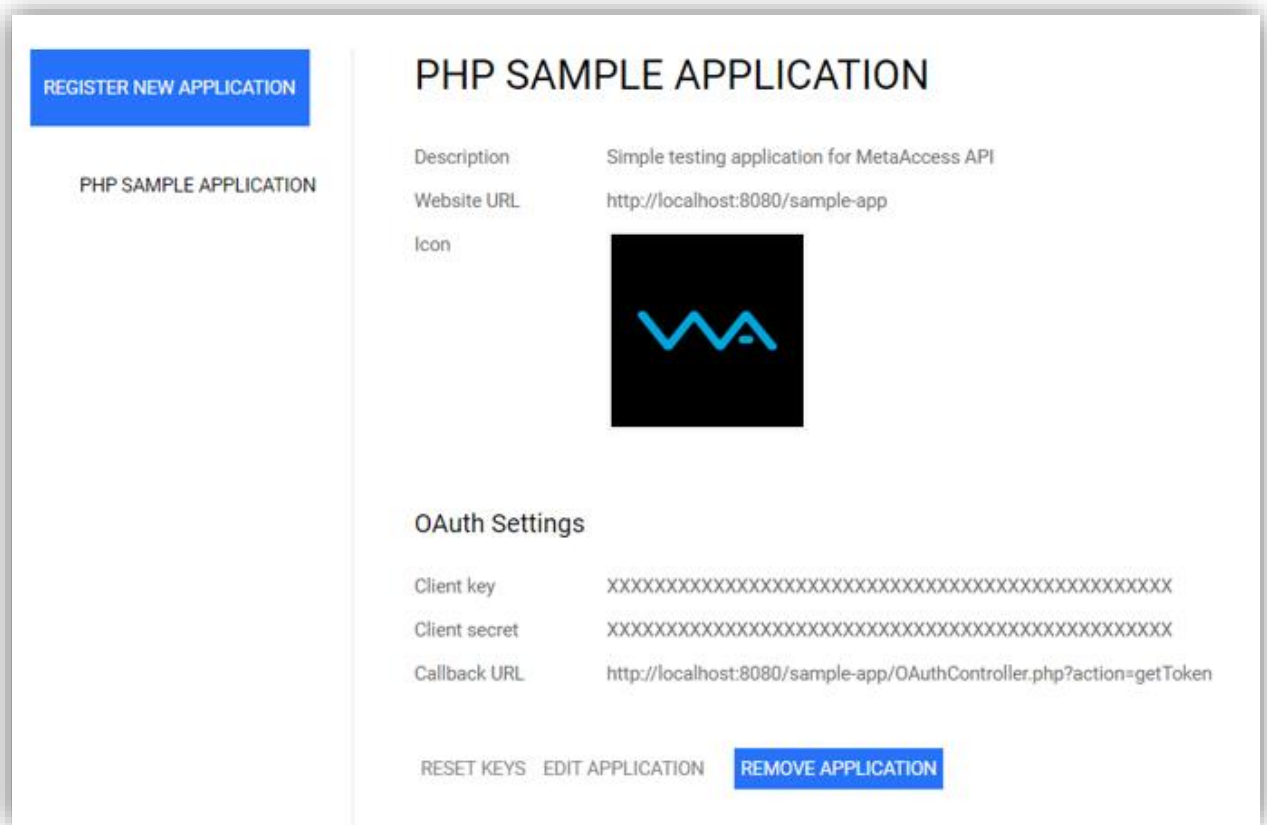 REGISTER NEW APPLICATION
PHP SAMPLE APPLICATION
PHP SAMPLE APPLICATION
Description Simple testing application for MetaAccess API
Website URL http://localhost:8080/sample-app
Icon
OAuth Settings
Client key XXXXXXXXXXXXXXXXXXXXXXXXXXXXXXXXXXXXXXXXXXXXXXXX
Client secret XXXXXXXXXXXXXXXXXXXXXXXXXXXXXXXXXXXXXXXXXXXXXXXX
Callback URL http://localhost:8080/sample-app/OAuthController.php?action=getToken
RESET KEYS EDIT APPLICATION REMOVE APPLICATION